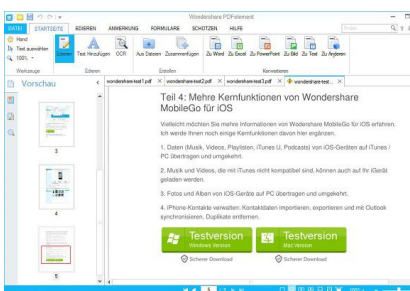 Wondershare PDFelement
DATEI STARTSEITE EDIEREN ANMERKUNG FORMULARE SCHÜTZEN HILFE
Hand
Text auswählen
100%
Edieren Text Hinzufügen OCR Aus Dateien Zusammenfügen Zu Word Zu Excel Zu PowerPoint Zu Bild Zu Text Zu Anderen
Werkzeuge Edieren Erstellen Konvertieren
Vorschau
wondershare-test1.pdf wondershare-test2.pdf wondershare-test3.pdf wondershare-test...
3
4
5
Teil 4: Mehre Kernfunktionen von Wondershare
MobileGo für iOS
Vielleicht möchten Sie mehre Informationen von Wodershare MobileGo für iOS erfahren.
Ich werde Ihnen noch einige Kernfunktionen davon hier ergänzen.
1. Daten (Musik, Videos, Playlisten, iTunes U, Podcasts) von iOS-Geräten auf iTunes /
PC übertragen und umgekehrt.
2. Musik und Videos, die mit iTunes nicht kompatibel sind, können auch auf Ihr iGerät
geladen werden.
3. Fotos und Alben von iOS-Geräte auf PC übertragen und umgekehrt.
4. iPhone-Kontakte verwalten: Kontaktdaten importieren, exportieren und mit Outlook
synchronisieren, Duplikate entfernen.
Testversion Testversion
Windows Version Mac Version
Sicherer Download Sicherer Download
5 100%